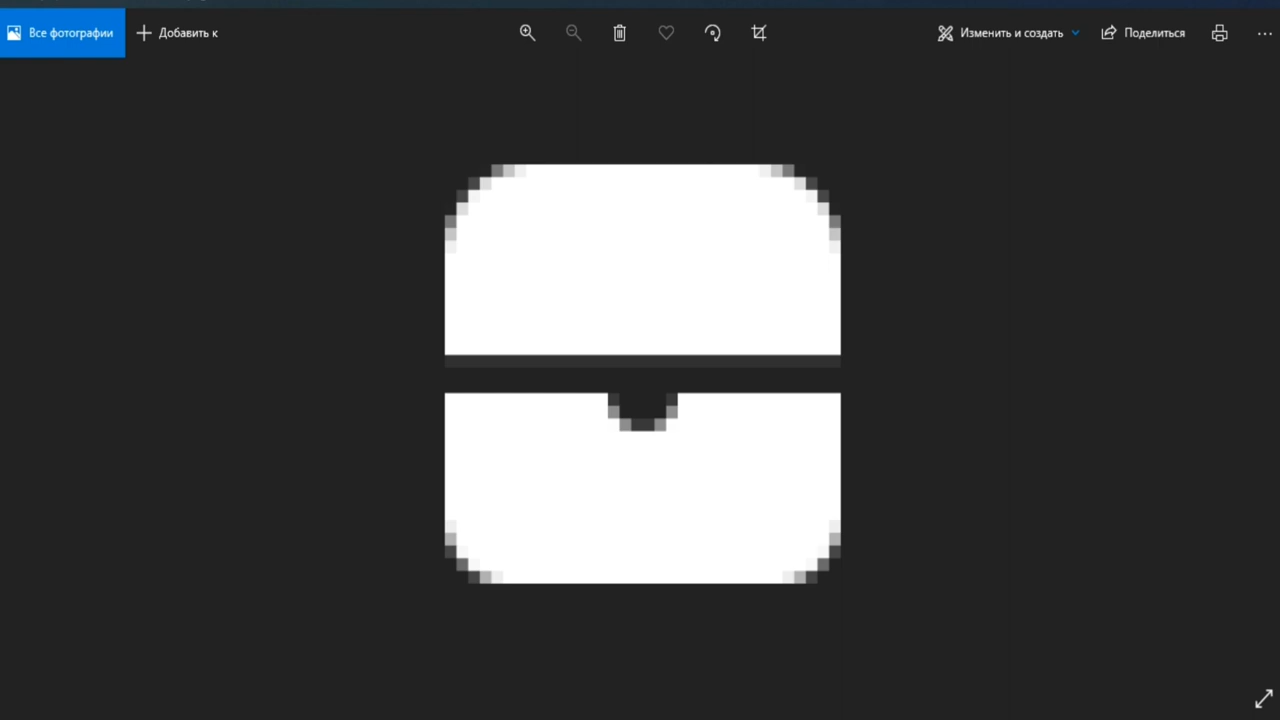 Все фотографии
Добавить к
Изменить и создать
Поделиться